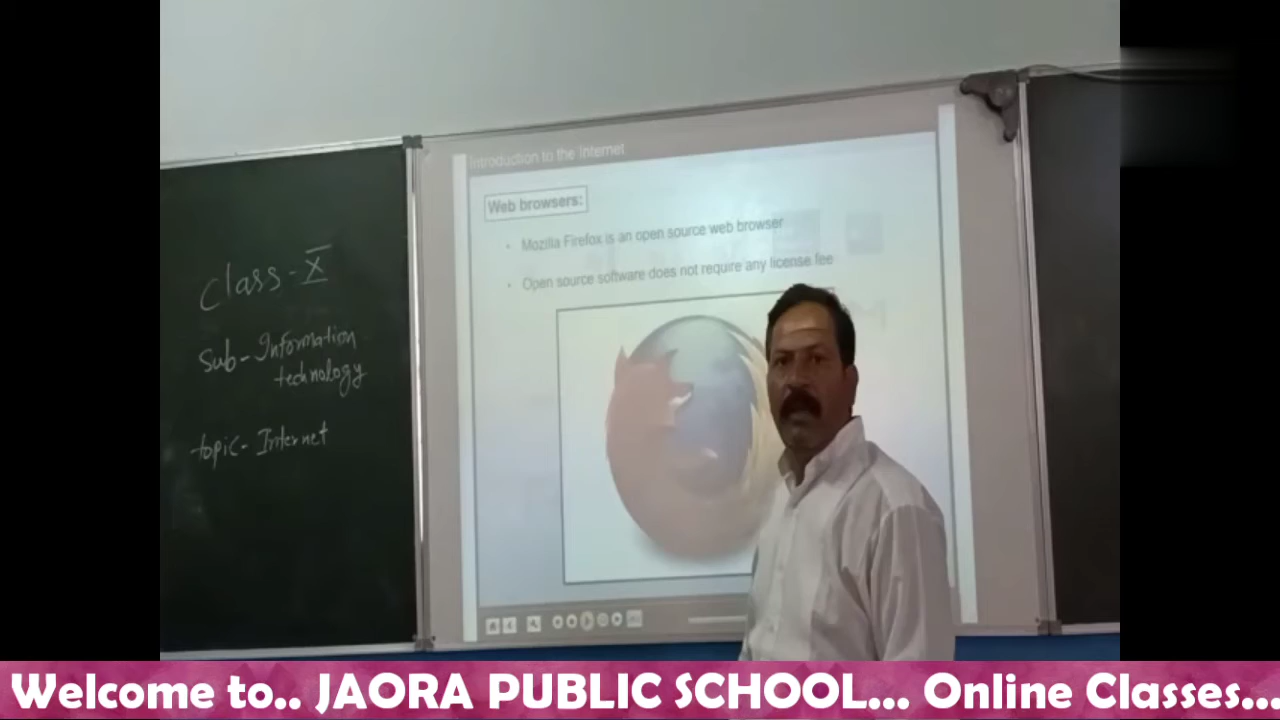 Introduction to the Internet
Web browsers:
• Mozilla Firefox is an open source web browser
• Open source software does not require any license fee
Class - X
Sub - Information
technology
topic - Internet
Welcome to.. JAORA PUBLIC SCHOOL... Online Classes...